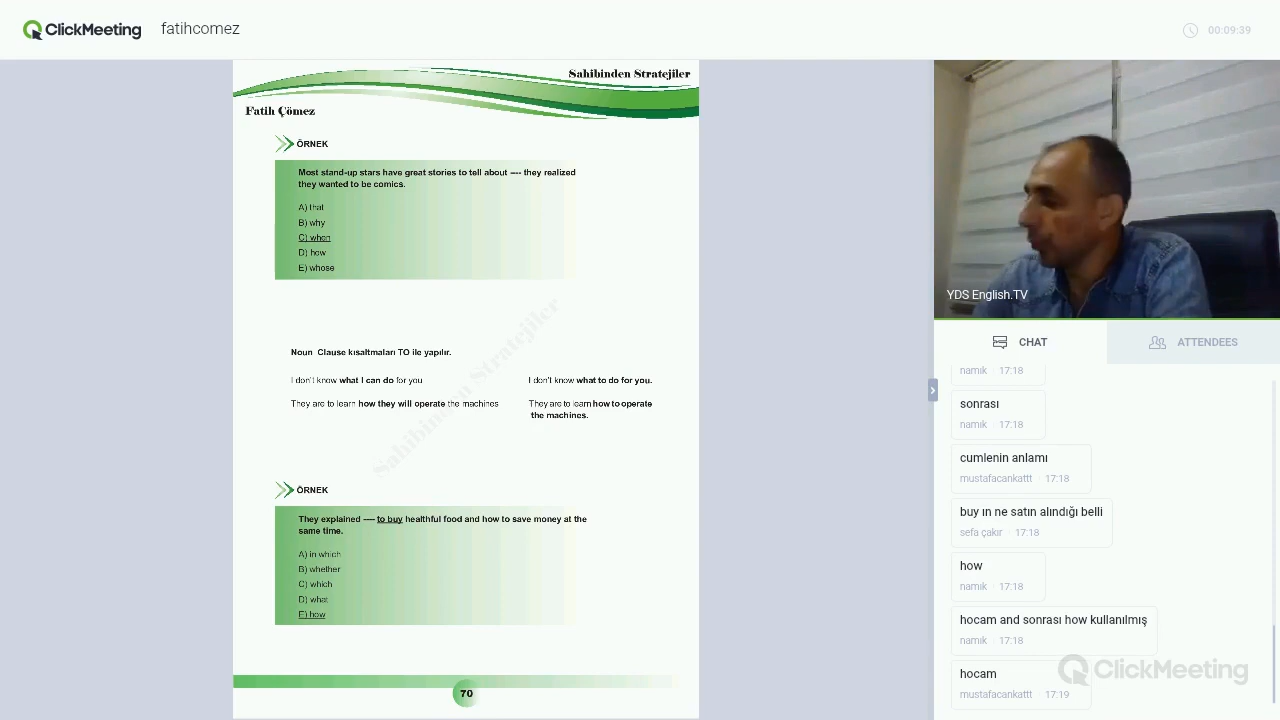 ClickMeeting
fatihcomez
00:09:39
Sahibinden Stratejiler
Fatih Çömez
ÖRNEK
Most stand-up stars have great stories to tell about ---- they realized
they wanted to be comics.
A) that
B) why
C) when
D) how
E) whose
Sahibinden Stratejiler
Noun Clause kısaltmaları TO ile yapılır.
I don't know what I can do for you
I don't know what to do for you.
They are to learn how they will operate the machines
They are to learn how to operate
the machines.
ÖRNEK
They explained ---- to buy healthful food and how to save money at the
same time.
A) in which
B) whether
C) which
D) what
E) how
70
YDS English.TV
CHAT
ATTENDEES
namık 17:18
sonrası
namık 17:18
cumlenin anlamı
mustafacankattt 17:18
buy ın ne satın alındığı belli
sefa çakır 17:18
how
namık 17:18
hocam and sonrası how kullanılmış
namık 17:18
hocam
mustafacankattt 17:19
ClickMeeting